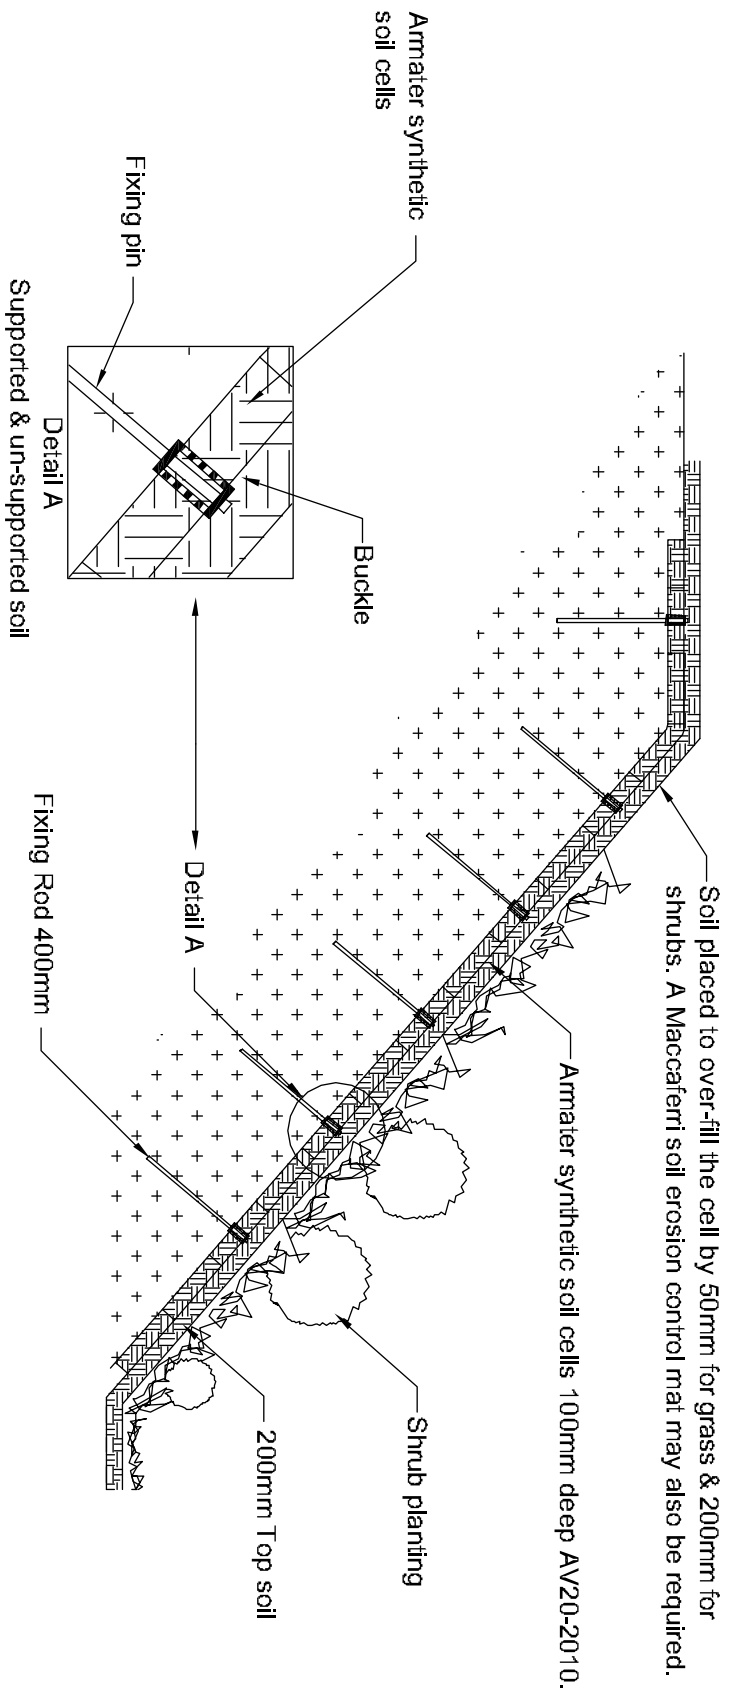 Soil placed to over-fill the cell by 50mm for grass & 200mm for
shrubs. A Maccaferri soil erosion control mat may also be required.
Armater synthetic soil cells 100mm deep AV20-2010.
Armater synthetic
soil cells
Buckle
Shrub planting
200mm Top soil
Detail A
Fixing pin
Fixing Rod 400mm
Detail A
Supported & un-supported soil